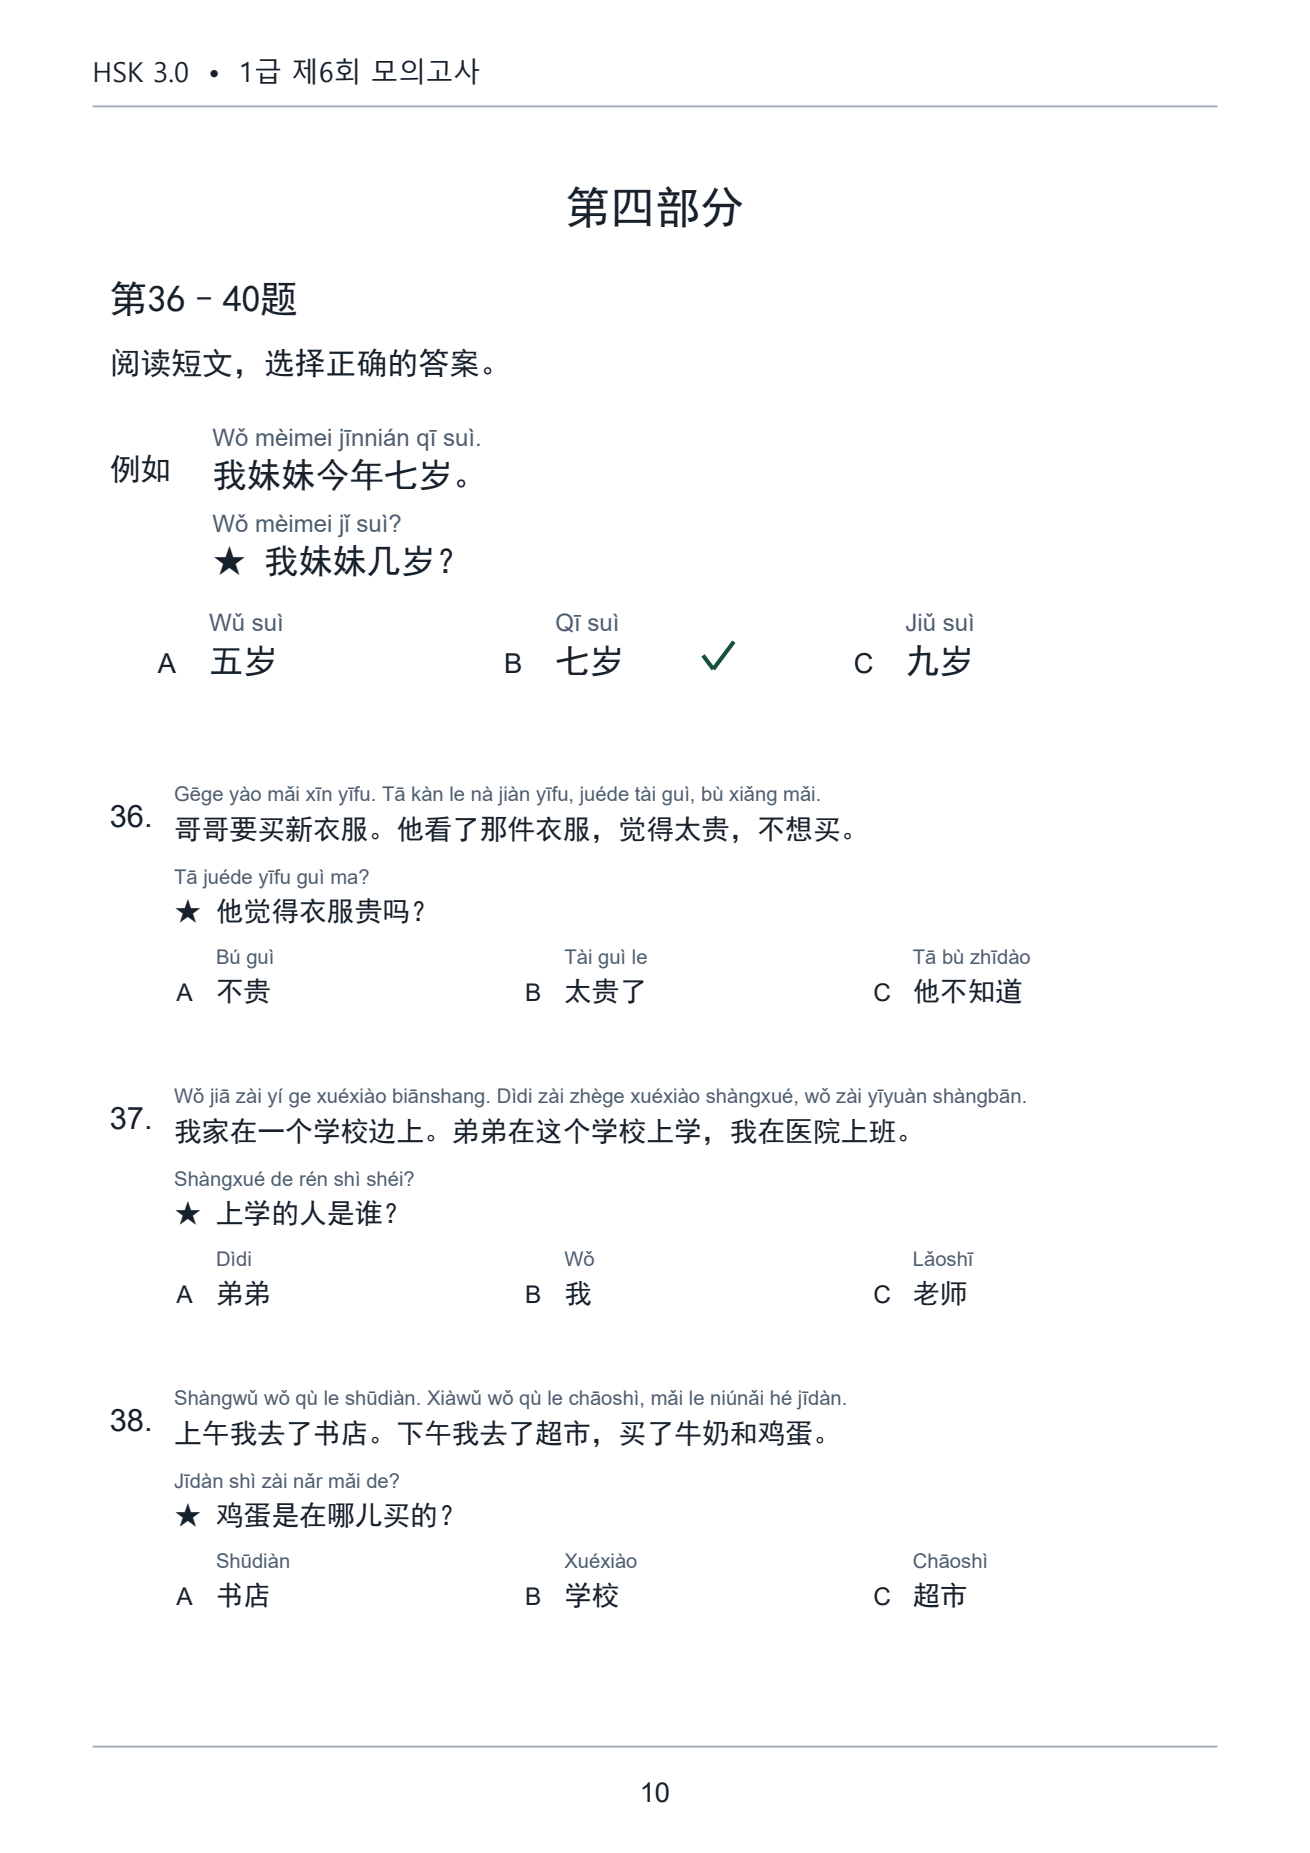 HSK 3.0 • 1급 제6회 모의고사
第四部分
第36 – 40题
阅读短文，选择正确的答案。
Wǒ mèimei jīnnián qī suì.
例如 我妹妹今年七岁。
Wǒ mèimei jǐ suì?
★ 我妹妹几岁？
Wǔ suì Qī suì Jiǔ suì
A 五岁 B 七岁 ✓ C 九岁
Gēge yào mǎi xīn yīfu. Tā kàn le nà jiàn yīfu, juéde tài guì, bù xiǎng mǎi.
36. 哥哥要买新衣服。他看了那件衣服，觉得太贵，不想买。
Tā juéde yīfu guì ma?
★ 他觉得衣服贵吗？
Bú guì Tài guì le Tā bù zhīdào
A 不贵 B 太贵了 C 他不知道
Wǒ jiā zài yí ge xuéxiào biānshang. Dìdi zài zhège xuéxiào shàngxué, wǒ zài yīyuàn shàngbān.
37. 我家在一个学校边上。弟弟在这个学校上学，我在医院上班。
Shàngxué de rén shì shéi?
★ 上学的人是谁？
Dìdi Wǒ Lǎoshī
A 弟弟 B 我 C 老师
Shàngwǔ wǒ qù le shūdiàn. Xiàwǔ wǒ qù le chāoshì, mǎi le niúnǎi hé jīdàn.
38. 上午我去了书店。下午我去了超市，买了牛奶和鸡蛋。
Jīdàn shì zài nǎr mǎi de?
★ 鸡蛋是在哪儿买的？
Shūdiàn Xuéxiào Chāoshì
A 书店 B 学校 C 超市
10